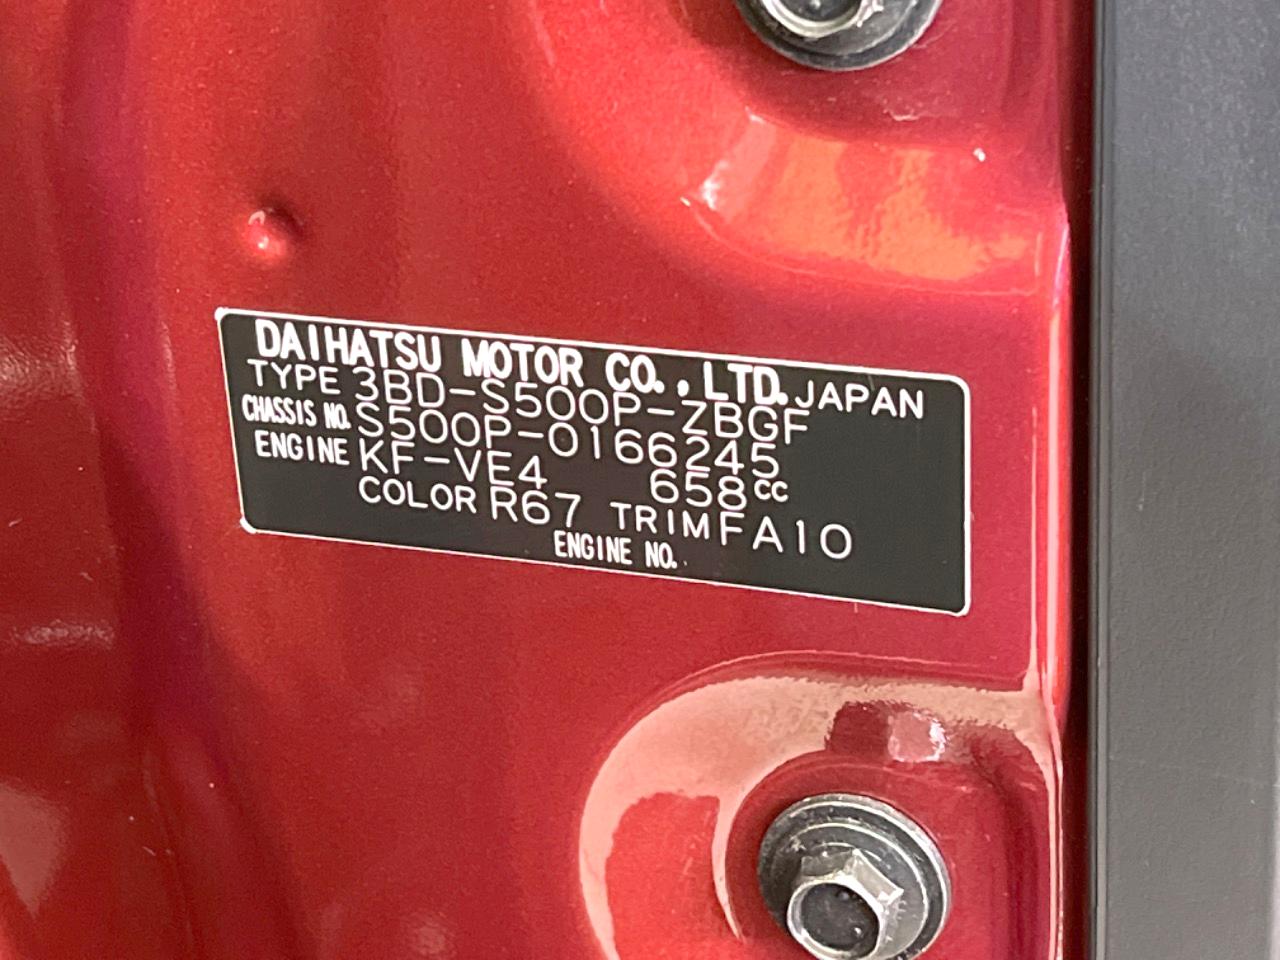 DAIHATSU MOTOR CO., LTD. JAPAN
TYPE 3BD-S500P-ZBGF
CHASSIS NO. S500P-0166245
ENGINE KF-VE4 658cc
COLOR R67 TRIM FA10
ENGINE NO.